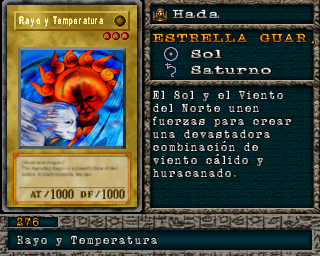 Rayo y Temperatura
AT/1000 DF/1000
Hada
ESTRELLA GUAR.
Sol
Saturno
El Sol y el Viento
del Norte unen
fuerzas para crear
una devastadora
combinación de
viento cálido y
huracanado.
276
Rayo y Temperatura